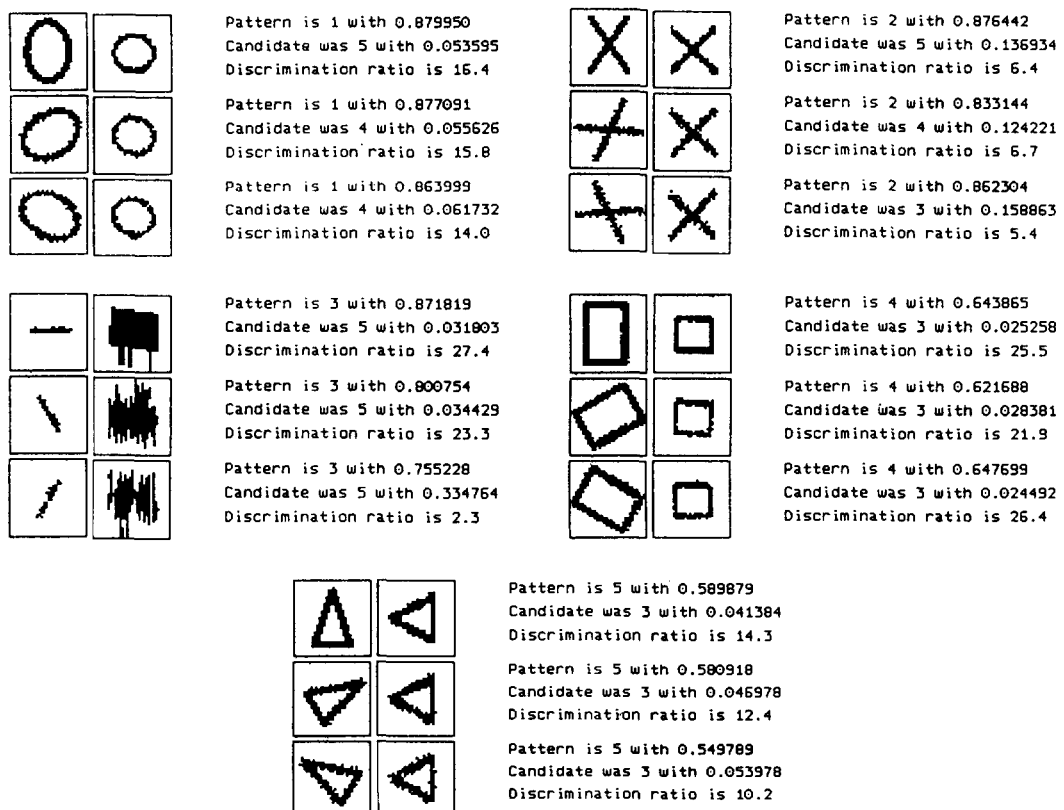 Pattern is 1 with 0.879950
Candidate was 5 with 0.053595
Discrimination ratio is 16.4
Pattern is 1 with 0.877091
Candidate was 4 with 0.055626
Discrimination ratio is 15.8
Pattern is 1 with 0.863999
Candidate was 4 with 0.061732
Discrimination ratio is 14.0
Pattern is 2 with 0.876442
Candidate was 5 with 0.136934
Discrimination ratio is 6.4
Pattern is 2 with 0.833144
Candidate was 4 with 0.124221
Discrimination ratio is 6.7
Pattern is 2 with 0.862304
Candidate was 3 with 0.158863
Discrimination ratio is 5.4
Pattern is 3 with 0.871819
Candidate was 5 with 0.031803
Discrimination ratio is 27.4
Pattern is 3 with 0.800754
Candidate was 5 with 0.034429
Discrimination ratio is 23.3
Pattern is 3 with 0.755228
Candidate was 5 with 0.334764
Discrimination ratio is 2.3
Pattern is 4 with 0.643865
Candidate was 3 with 0.025258
Discrimination ratio is 25.5
Pattern is 4 with 0.621688
Candidate was 3 with 0.028381
Discrimination ratio is 21.9
Pattern is 4 with 0.647699
Candidate was 3 with 0.024492
Discrimination ratio is 26.4
Pattern is 5 with 0.589879
Candidate was 3 with 0.041384
Discrimination ratio is 14.3
Pattern is 5 with 0.580918
Candidate was 3 with 0.046978
Discrimination ratio is 12.4
Pattern is 5 with 0.549789
Candidate was 3 with 0.053978
Discrimination ratio is 10.2